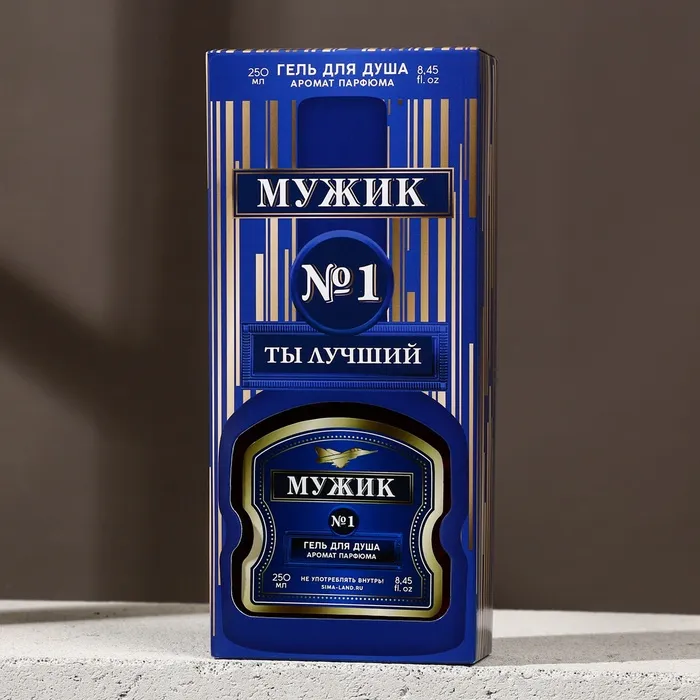 250 МЛ ГЕЛЬ ДЛЯ ДУША 8,45 fl. oz
АРОМАТ ПАРФЮМА
МУЖИК
№1
ТЫ ЛУЧШИЙ
МУЖИК
№1
ГЕЛЬ ДЛЯ ДУША
АРОМАТ ПАРФЮМА
250 МЛ НЕ УПОТРЕБЛЯТЬ ВНУТРЬ! 8,45 fl. oz
SIMA-LAND.RU